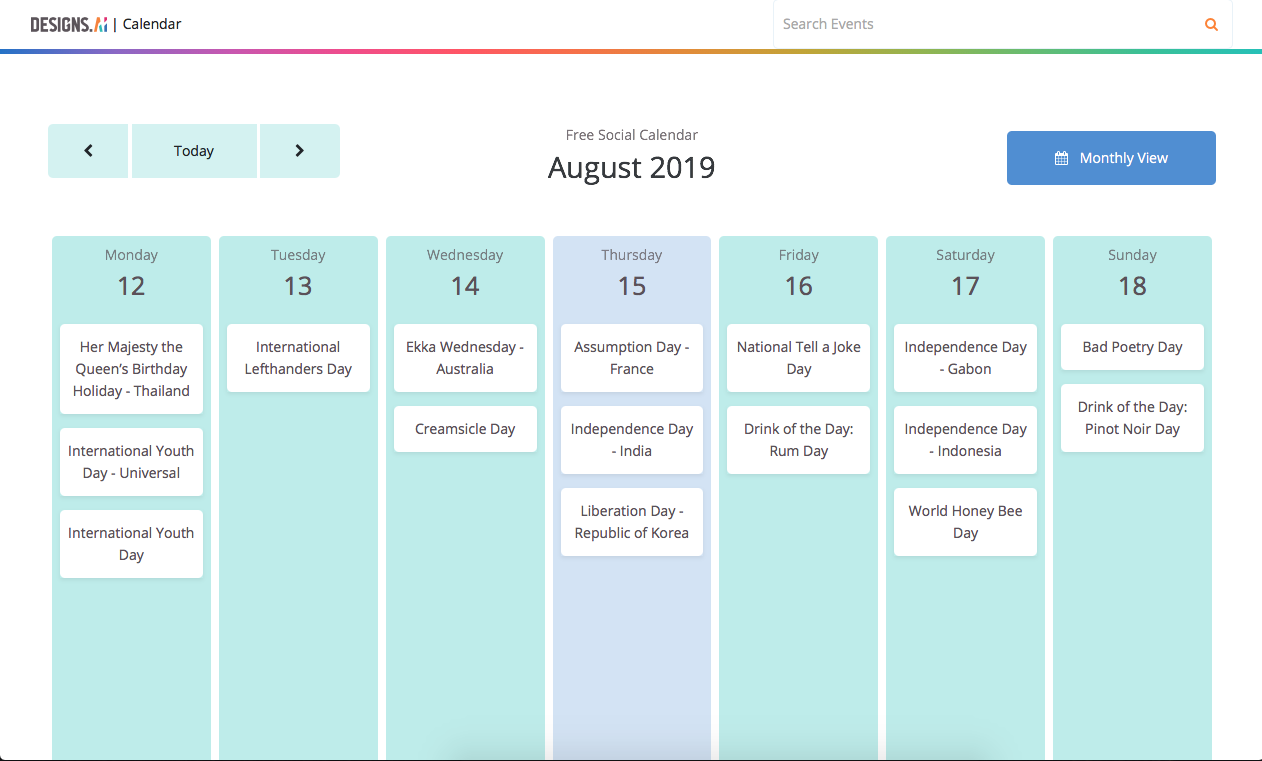 DESIGNS.AI | Calendar
Search Events
Today
Free Social Calendar
August 2019
Monthly View
Monday
12
Her Majesty the
Queen’s Birthday
Holiday - Thailand
International Youth
Day - Universal
International Youth
Day
Tuesday
13
International
Lefthanders Day
Wednesday
14
Ekka Wednesday -
Australia
Creamsicle Day
Thursday
15
Assumption Day -
France
Independence Day
- India
Liberation Day -
Republic of Korea
Friday
16
National Tell a Joke
Day
Drink of the Day:
Rum Day
Saturday
17
Independence Day
- Gabon
Independence Day
- Indonesia
World Honey Bee
Day
Sunday
18
Bad Poetry Day
Drink of the Day:
Pinot Noir Day